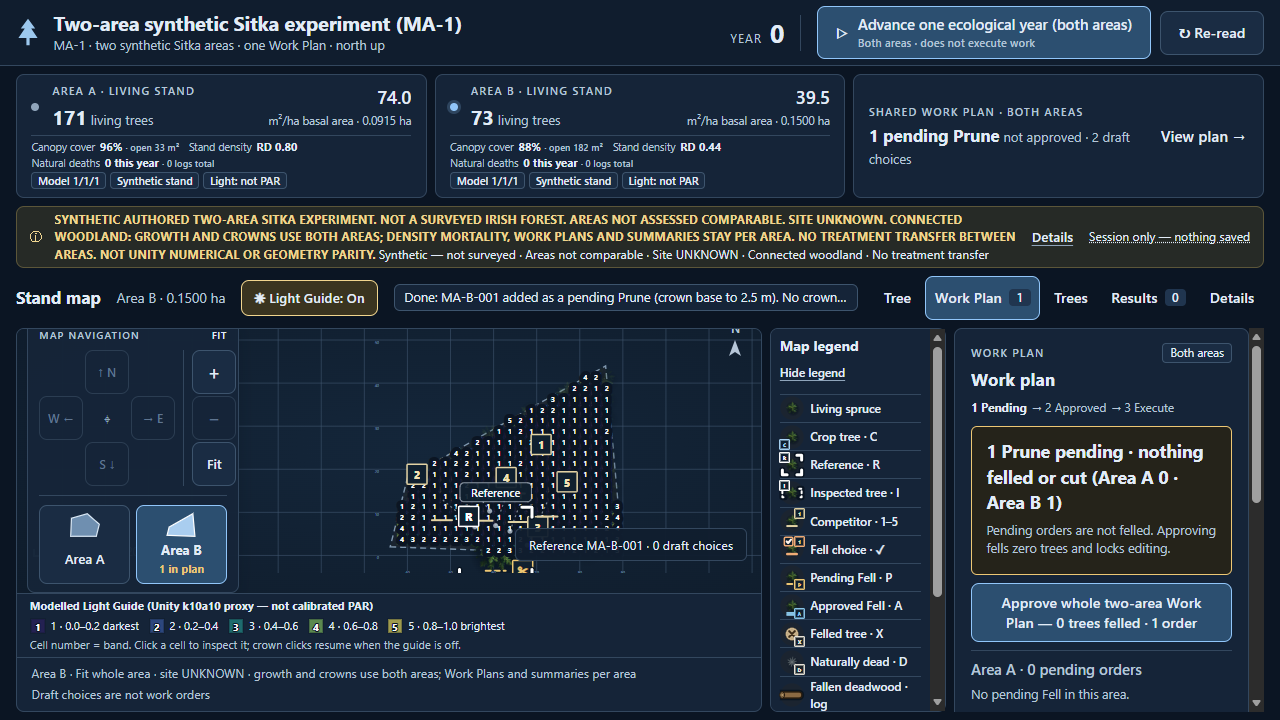 Two-area synthetic Sitka experiment (MA-1)
MA-1 · two synthetic Sitka areas · one Work Plan · north up
YEAR 0
Advance one ecological year (both areas)
Both areas · does not execute work
↻ Re-read
AREA A · LIVING STAND
74.0
171 living trees
m²/ha basal area · 0.0915 ha
Canopy cover 96% · open 33 m² Stand density RD 0.80
Natural deaths 0 this year · 0 logs total
Model 1/1/1 Synthetic stand Light: not PAR
AREA B · LIVING STAND
39.5
73 living trees
m²/ha basal area · 0.1500 ha
Canopy cover 88% · open 182 m² Stand density RD 0.44
Natural deaths 0 this year · 0 logs total
Model 1/1/1 Synthetic stand Light: not PAR
SHARED WORK PLAN · BOTH AREAS
1 pending Prune not approved · 2 draft
choices
View plan →
SYNTHETIC AUTHORED TWO-AREA SITKA EXPERIMENT. NOT A SURVEYED IRISH FOREST. AREAS NOT ASSESSED COMPARABLE. SITE UNKNOWN. CONNECTED
WOODLAND: GROWTH AND CROWNS USE BOTH AREAS; DENSITY MORTALITY, WORK PLANS AND SUMMARIES STAY PER AREA. NO TREATMENT TRANSFER BETWEEN
AREAS. NOT UNITY NUMERICAL OR GEOMETRY PARITY. Synthetic — not surveyed · Areas not comparable · Site UNKNOWN · Connected woodland · No treatment transfer
Details
Session only — nothing saved
Stand map
Area B · 0.1500 ha
Light Guide: On
Done: MA-B-001 added as a pending Prune (crown base to 2.5 m). No crown...
Tree
Work Plan 1
Trees
Results 0
Details
MAP NAVIGATION
FIT
↑ N
+
W ←
→ E
−
S ↓
Fit
Area A
Area B
1 in plan
N
1
2
4
5
Reference
R
Reference MA-B-001 · 0 draft choices
Modelled Light Guide (Unity k10a10 proxy — not calibrated PAR)
1 1 · 0.0–0.2 darkest 2 2 · 0.2–0.4 3 3 · 0.4–0.6 4 4 · 0.6–0.8 5 5 · 0.8–1.0 brightest
Cell number = band. Click a cell to inspect it; crown clicks resume when the guide is off.
Area B · Fit whole area · site UNKNOWN · growth and crowns use both areas; Work Plans and summaries per area
Draft choices are not work orders
Map legend
Hide legend
Living spruce
Crop tree · C
Reference · R
Inspected tree · I
Competitor · 1–5
Fell choice · ✓
Pending Fell · P
Approved Fell · A
Felled tree · X
Naturally dead · D
Fallen deadwood ·
log
WORK PLAN
Both areas
Work plan
1 Pending → 2 Approved → 3 Execute
1 Prune pending · nothing
felled or cut (Area A 0 ·
Area B 1)
Pending orders are not felled. Approving
fells zero trees and locks editing.
Approve whole two-area Work
Plan — 0 trees felled · 1 order
Area A · 0 pending orders
No pending Fell in this area.